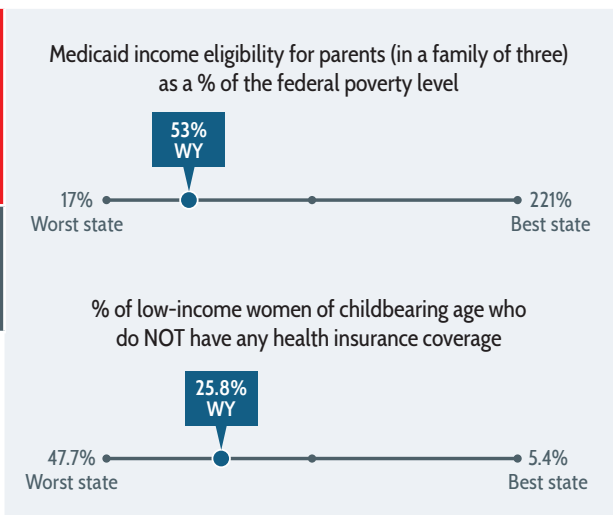 Medicaid income eligibility for parents (in a family of three)
as a % of the federal poverty level
53%
WY
17%
Worst state
221%
Best state
% of low-income women of childbearing age who
do NOT have any health insurance coverage
25.8%
WY
47.7%
Worst state
5.4%
Best state